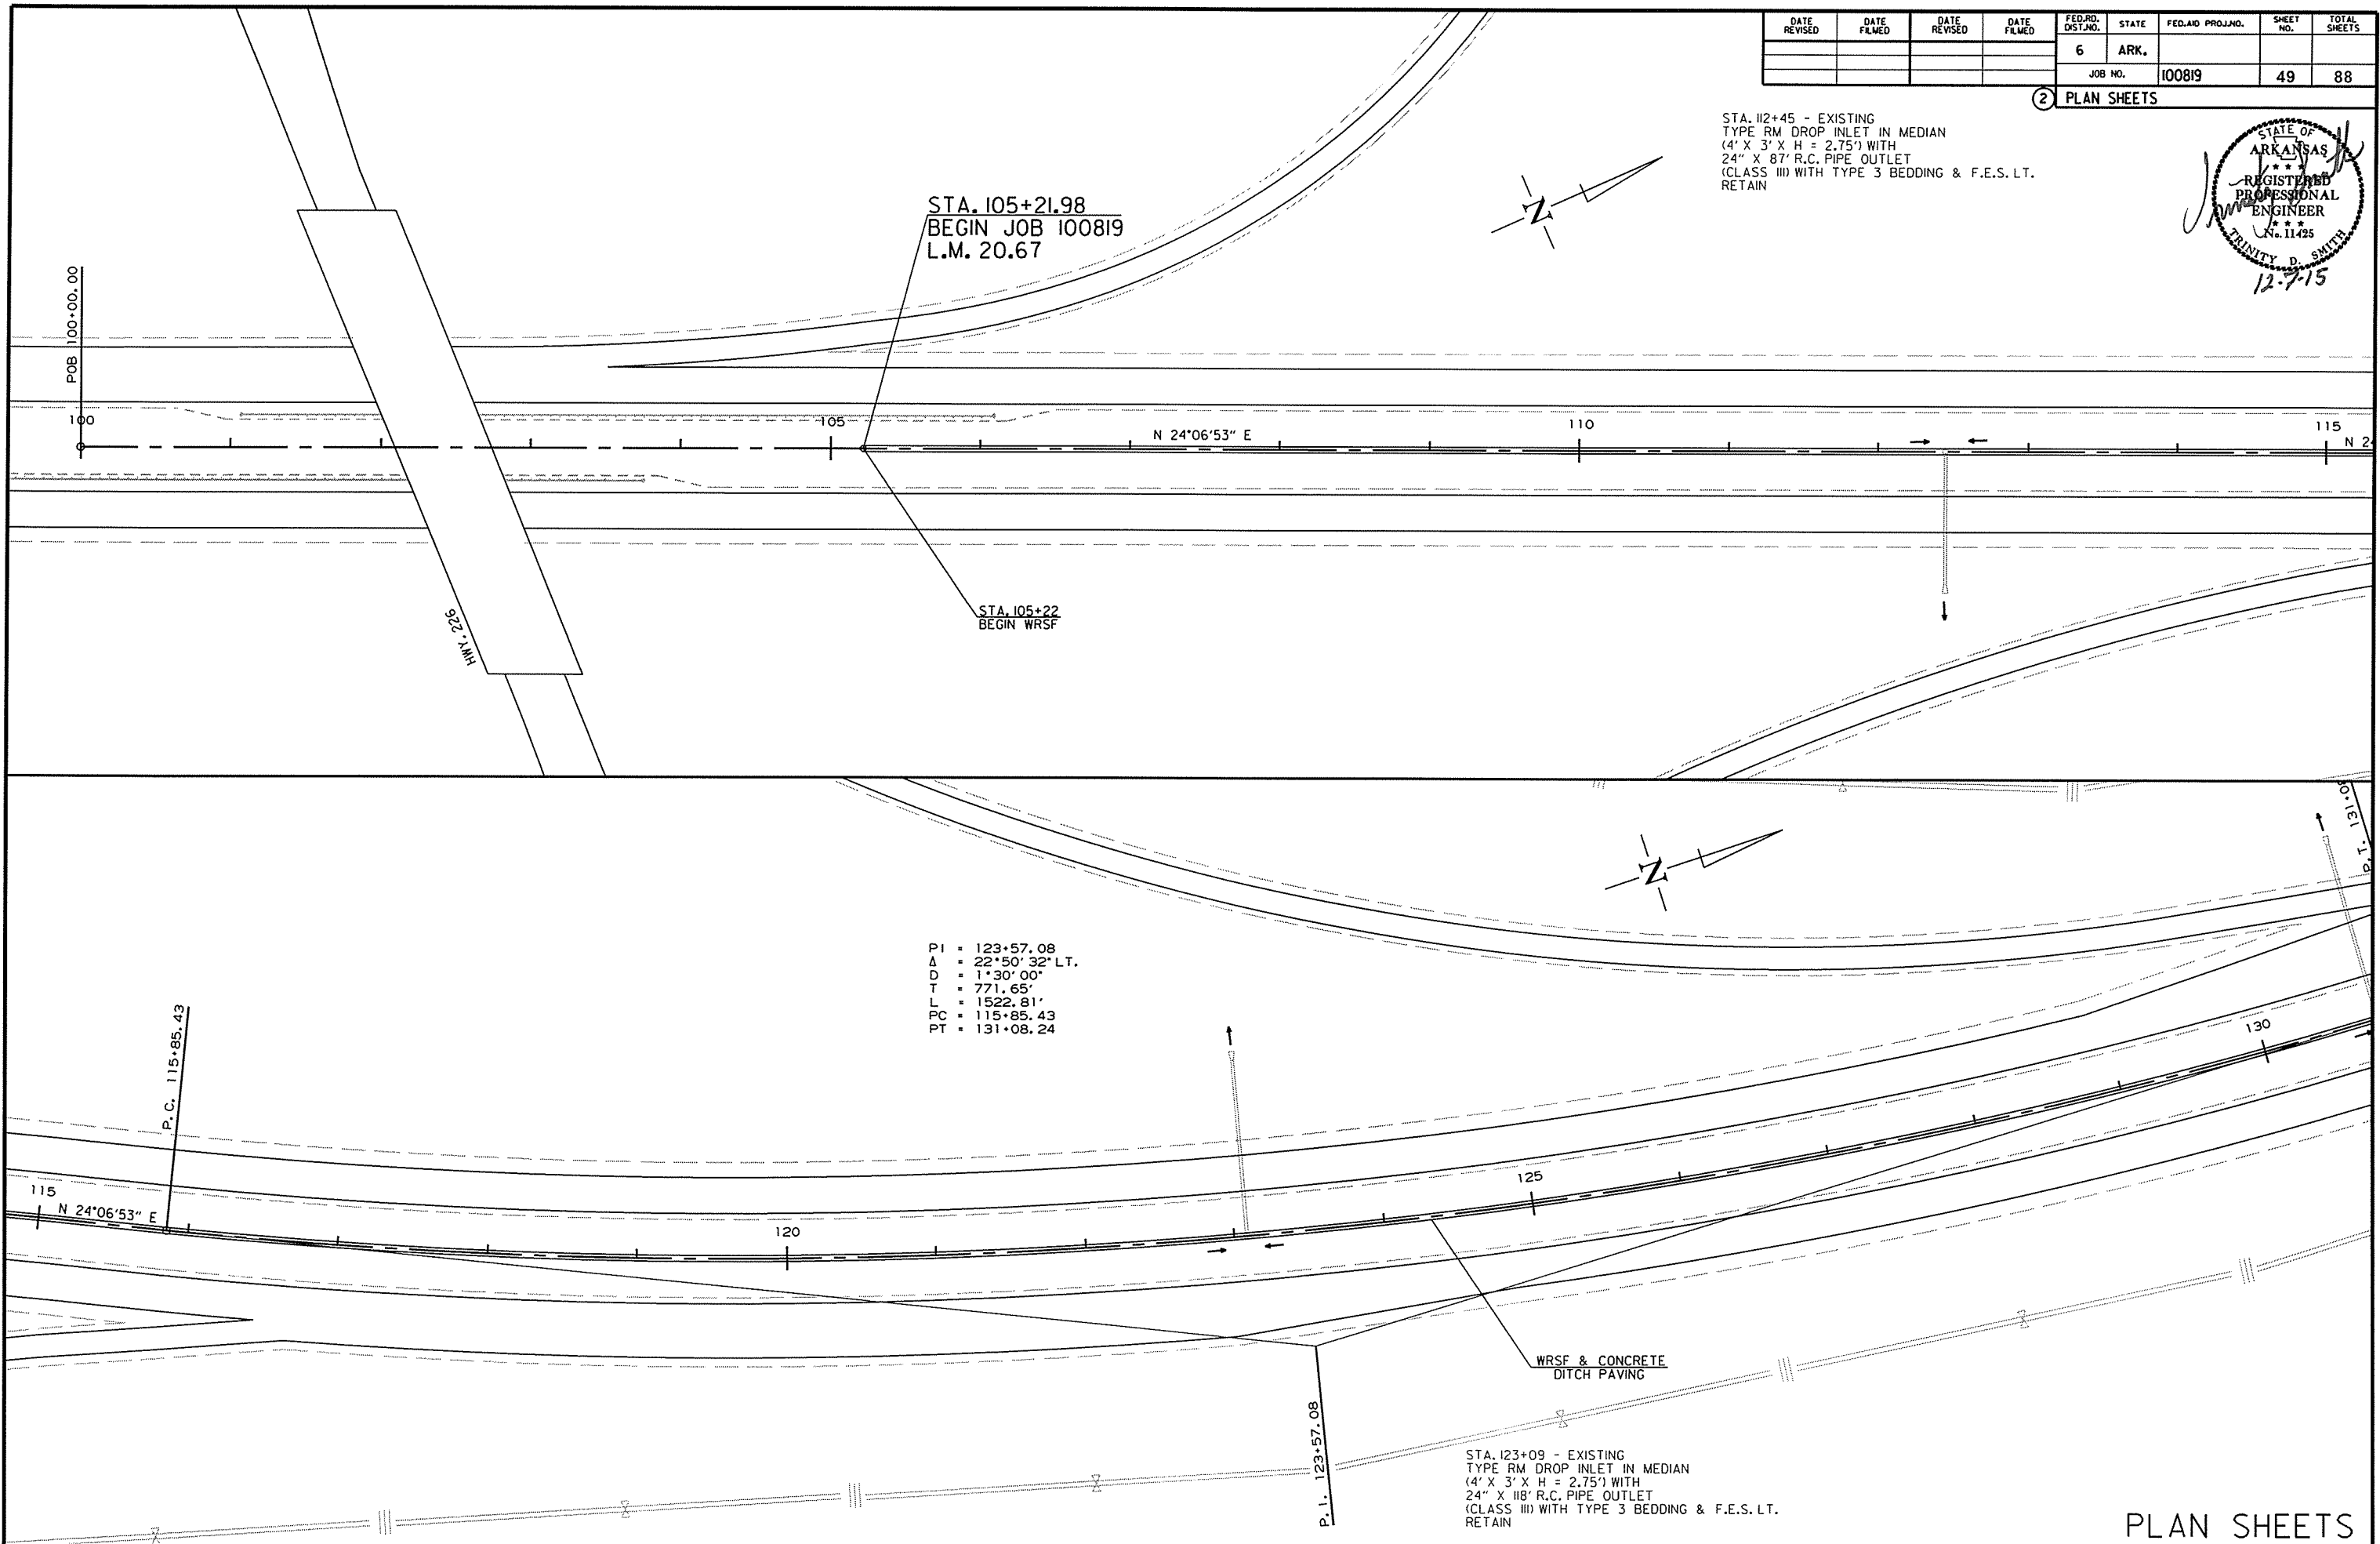 DATE REVISED
DATE FILMED
DATE REVISED
DATE FILMED
FED.RD. DIST.NO.
STATE
FED.AID PROJ.NO.
SHEET NO.
TOTAL SHEETS
6
ARK.
JOB NO.
100819
49
88
2
PLAN SHEETS
STA. 112+45 - EXISTING
TYPE RM DROP INLET IN MEDIAN
(4' X 3' X H = 2.75') WITH
24" X 87' R.C. PIPE OUTLET
(CLASS III) WITH TYPE 3 BEDDING & F.E.S. LT.
RETAIN
STATE OF
ARKANSAS
★ ★ ★
REGISTERED
PROFESSIONAL
ENGINEER
★ ★ ★
No. 11425
TRINITY D. SMITH
12-7-15
N
STA. 105+21.98
BEGIN JOB 100819
L.M. 20.67
POB 100+00.00
100
105
N 24°06'53" E
110
115
N 24
STA. 105+22
BEGIN WRSF
HWY. 226
N
131+08
P.T.
PI = 123+57.08
Δ = 22°50'32" LT.
D = 1°30'00"
T = 771.65'
L = 1522.81'
PC = 115+85.43
PT = 131+08.24
P.C. 115+85.43
115
N 24°06'53" E
120
125
130
WRSF & CONCRETE
DITCH PAVING
P.I. 123+57.08
STA. 123+09 - EXISTING
TYPE RM DROP INLET IN MEDIAN
(4' X 3' X H = 2.75') WITH
24" X 118' R.C. PIPE OUTLET
(CLASS III) WITH TYPE 3 BEDDING & F.E.S. LT.
RETAIN
PLAN SHEETS